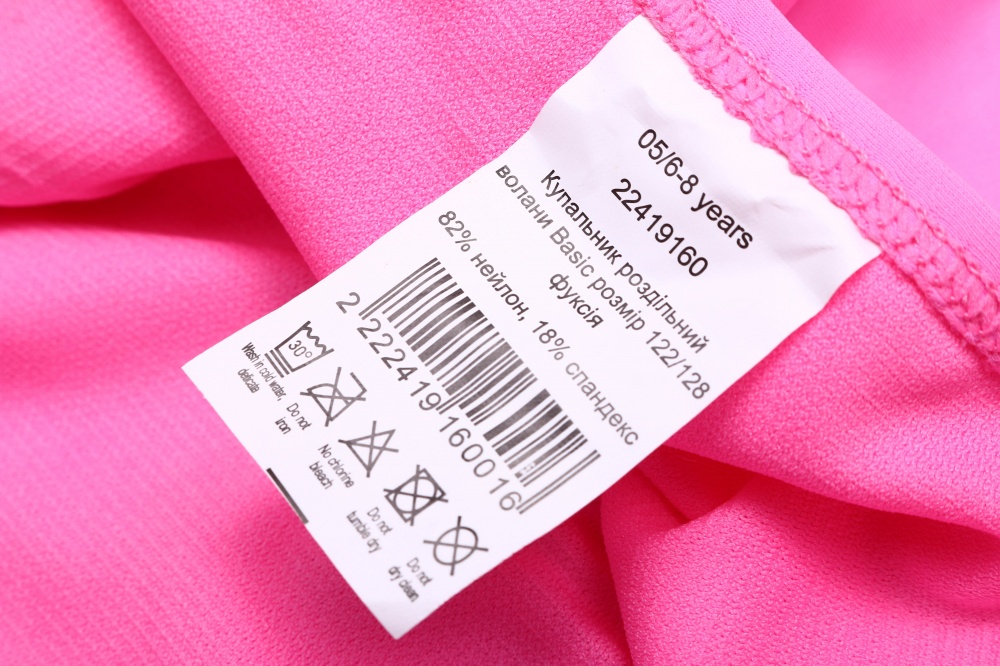 05/6-8 years
22419160
Купальник роздільний
волани Basic розмір 122/128
фуксія
82% нейлон, 18% спандекс
2 222419 160016
30°
Wash in cold water,
delicate
Do not
iron
No chlorine
bleach
Do not
tumble dry
Do not
dry clean